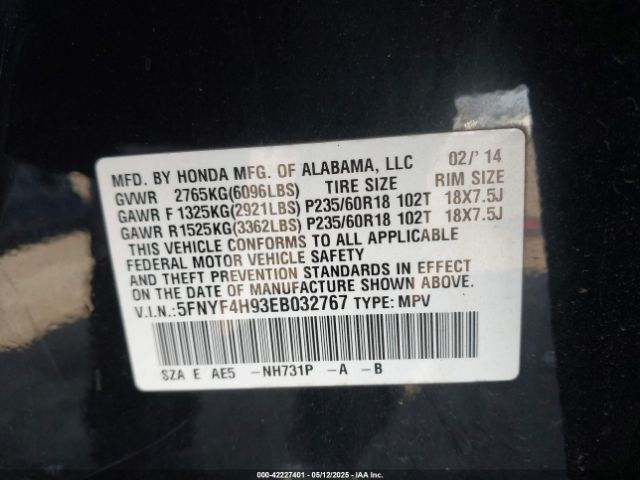 MFD. BY HONDA MFG. OF ALABAMA, LLC 02/' 14
GVWR 2765KG(6096LBS) TIRE SIZE RIM SIZE
GAWR F 1325KG(2921LBS) P235/60R18 102T 18X7.5J
GAWR R1525KG(3362LBS) P235/60R18 102T 18X7.5J
THIS VEHICLE CONFORMS TO ALL APPLICABLE
FEDERAL MOTOR VEHICLE SAFETY
AND THEFT PREVENTION STANDARDS IN EFFECT
ON THE DATE OF MANUFACTURE SHOWN ABOVE.
V.I.N.: 5FNYF4H93EB032767 TYPE: MPV
SZA E AE5 -NH731P -A -B
000-42227401 - 05/12/2025 - IAA Inc.